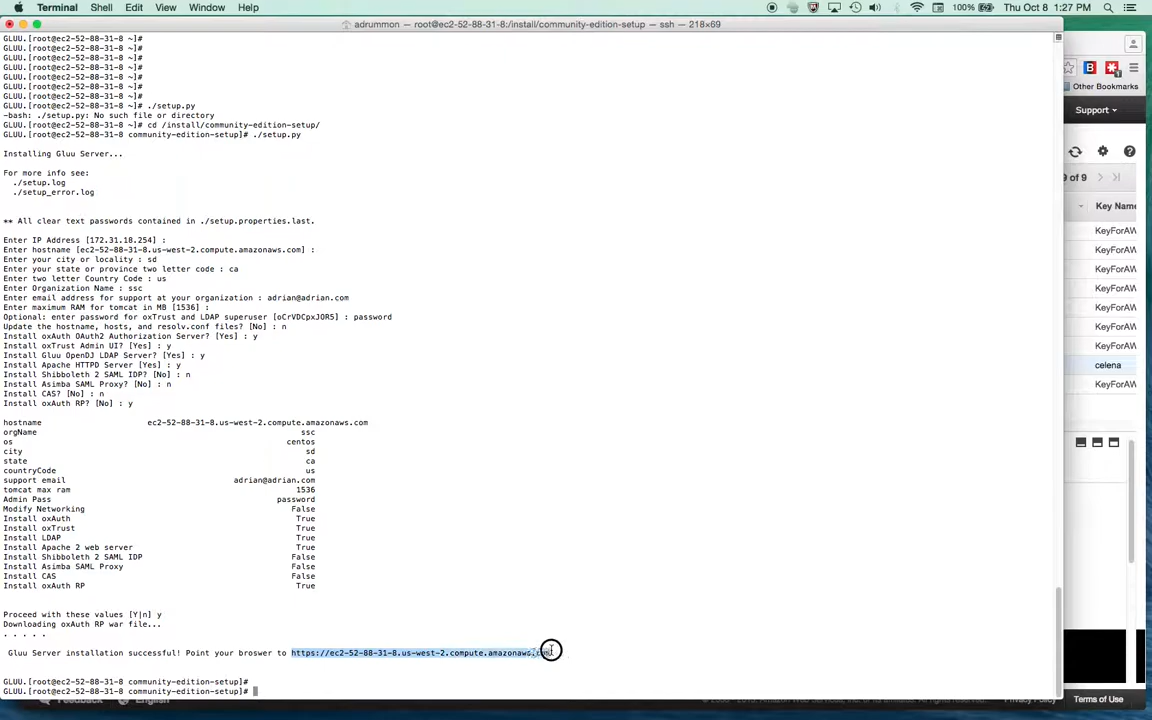 Terminal Shell Edit View Window Help 100% Thu Oct 8 1:27 PM
adrummon — root@ec2-52-88-31-8:/install/community-edition-setup — ssh — 218×69
GLUU.[root@ec2-52-88-31-8 ~]#
GLUU.[root@ec2-52-88-31-8 ~]#
GLUU.[root@ec2-52-88-31-8 ~]#
GLUU.[root@ec2-52-88-31-8 ~]#
GLUU.[root@ec2-52-88-31-8 ~]#
GLUU.[root@ec2-52-88-31-8 ~]#
GLUU.[root@ec2-52-88-31-8 ~]#
GLUU.[root@ec2-52-88-31-8 ~]# ./setup.py
-bash: ./setup.py: No such file or directory
GLUU.[root@ec2-52-88-31-8 ~]# cd /install/community-edition-setup/
GLUU.[root@ec2-52-88-31-8 community-edition-setup]# ./setup.py
Installing Gluu Server...
For more info see:
./setup.log
./setup_error.log
** All clear text passwords contained in ./setup.properties.last.
Enter IP Address [172.31.18.254] :
Enter hostname [ec2-52-88-31-8.us-west-2.compute.amazonaws.com] :
Enter your city or locality : sd
Enter your state or province two letter code : ca
Enter two letter Country Code : us
Enter Organization Name : ssc
Enter email address for support at your organization : adrian@adrian.com
Enter maximum RAM for tomcat in MB [1536] :
Optional: enter password for oxTrust and LDAP superuser [oCrVDCpxJOR5] : password
Update the hostname, hosts, and resolv.conf files? [No] : n
Install oxAuth OAuth2 Authorization Server? [Yes] : y
Install oxTrust Admin UI? [Yes] : y
Install Gluu OpenDJ LDAP Server? [Yes] : y
Install Apache HTTPD Server [Yes] : y
Install Shibboleth 2 SAML IDP? [No] : n
Install Asimba SAML Proxy? [No] : n
Install CAS? [No] : n
Install oxAuth RP? [No] : y
hostname ec2-52-88-31-8.us-west-2.compute.amazonaws.com
orgName ssc
os centos
city sd
state ca
countryCode us
support email adrian@adrian.com
tomcat max ram 1536
Admin Pass password
Modify Networking False
Install oxAuth True
Install oxTrust True
Install LDAP True
Install Apache 2 web server True
Install Shibboleth 2 SAML IDP False
Install Asimba SAML Proxy False
Install CAS False
Install oxAuth RP True
Proceed with these values [Y|n] y
Downloading oxAuth RP war file...
. . . . .
Gluu Server installation successful! Point your broswer to https://ec2-52-88-31-8.us-west-2.compute.amazonaws.com
GLUU.[root@ec2-52-88-31-8 community-edition-setup]#
GLUU.[root@ec2-52-88-31-8 community-edition-setup]#
Other Bookmarks
Support
9 of 9
Key Name
KeyForAW
KeyForAW
KeyForAW
KeyForAW
KeyForAW
KeyForAW
KeyForAW
celena
KeyForAW
Feedback English Privacy Policy Terms of Use